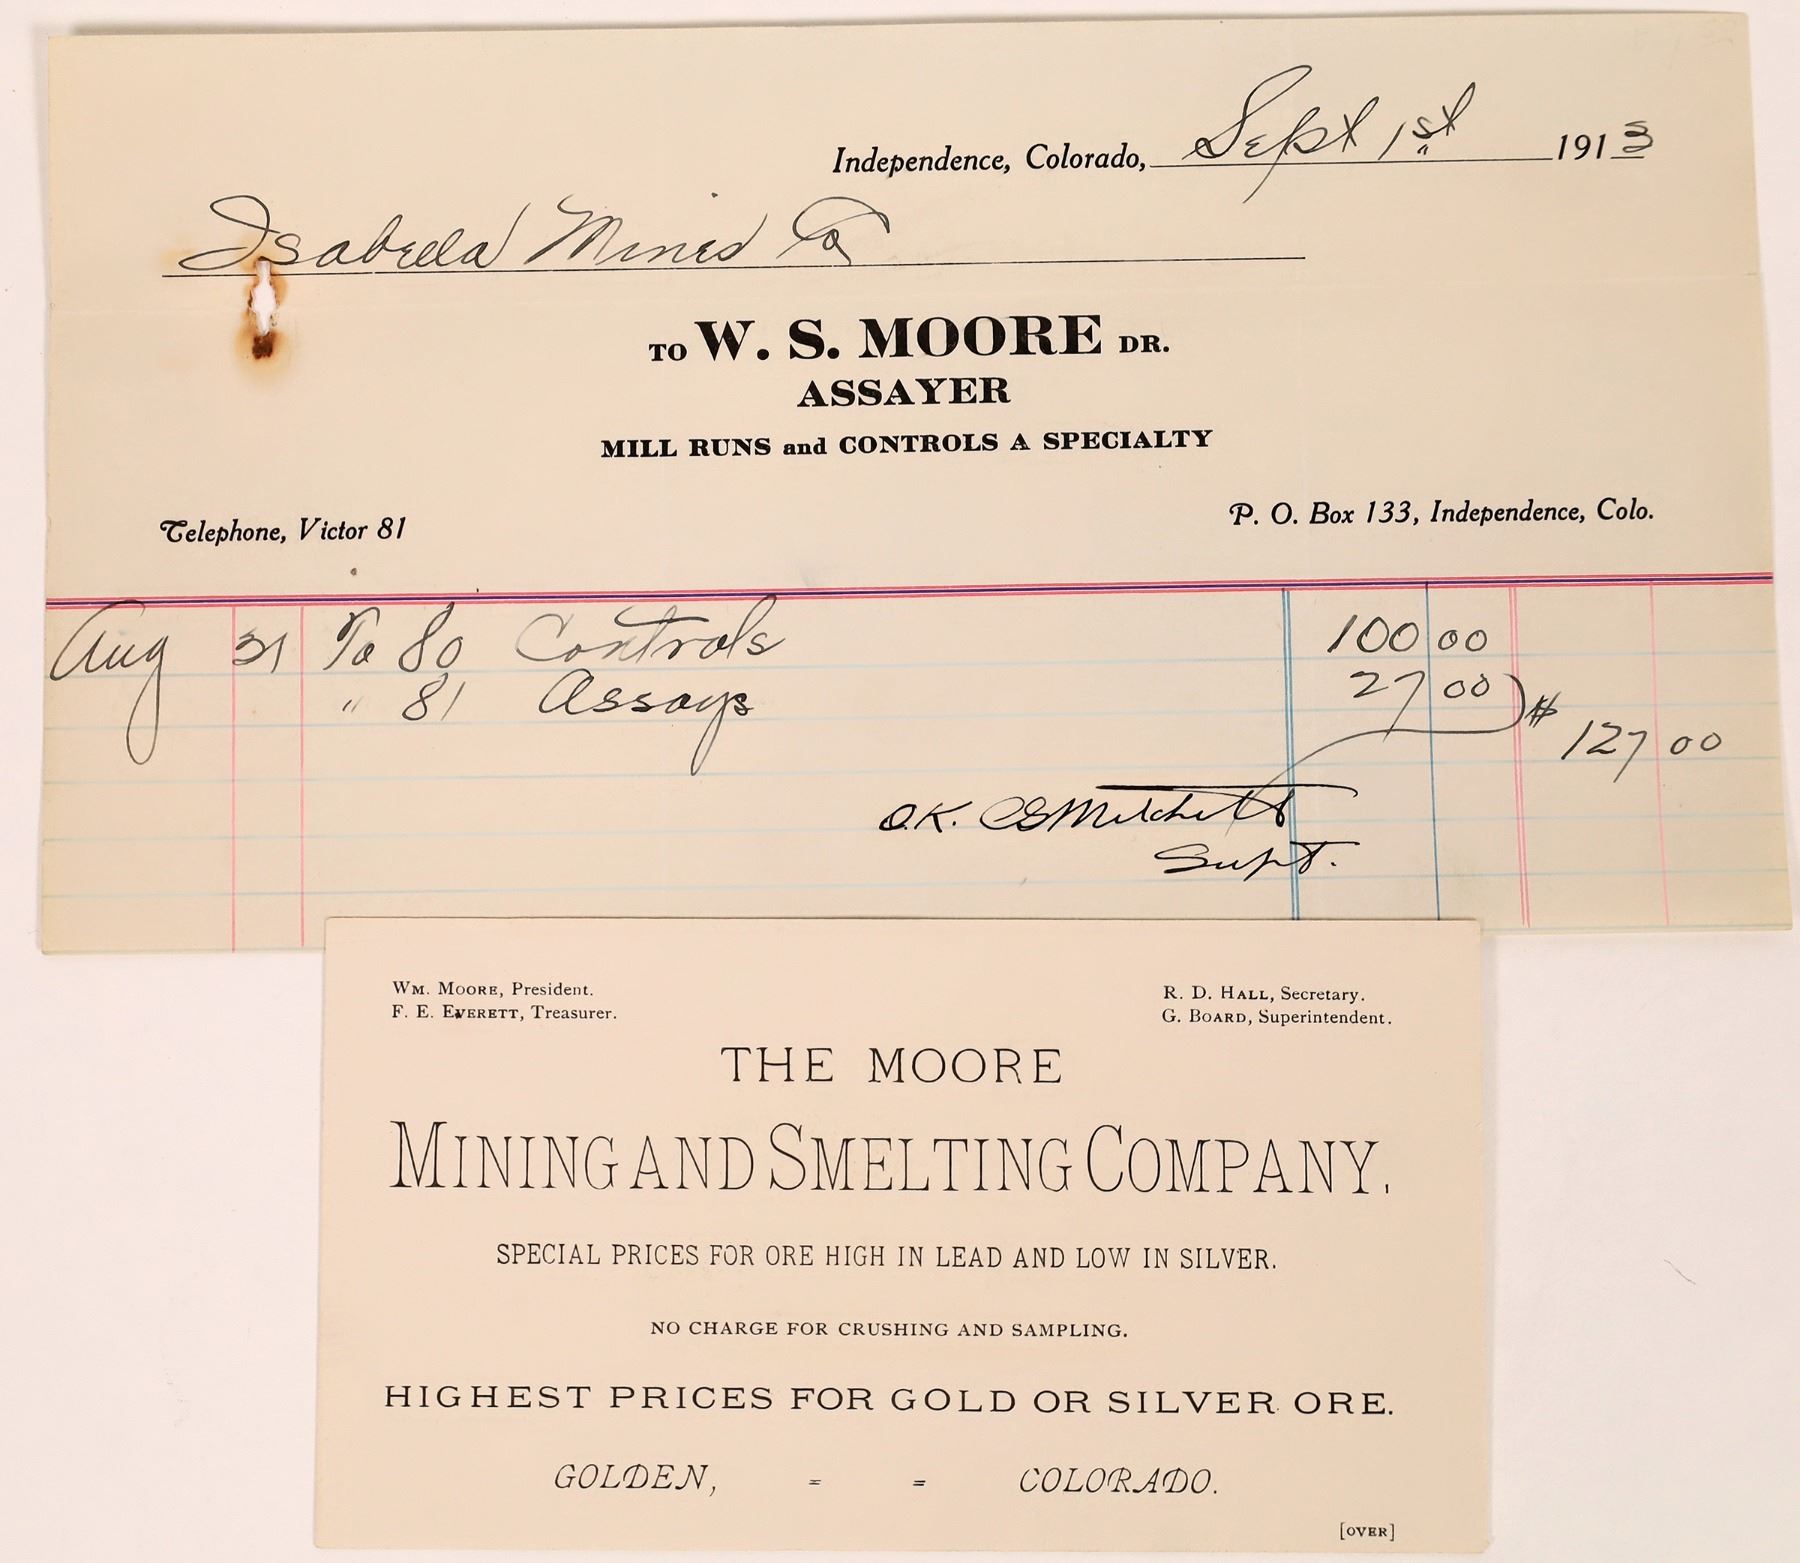 Independence, Colorado, Sept 1st 1913
Isabella Mines Co
TO W. S. MOORE DR.
ASSAYER
MILL RUNS and CONTROLS A SPECIALTY
Telephone, Victor 81
P. O. Box 133, Independence, Colo.
Aug 31 To 80 Controls 100 00
" 81 Assays 27 00
$ 127 00
O.K. CGMitchell
Supt.
WM. MOORE, President.
F. E. EVERETT, Treasurer.
R. D. HALL, Secretary.
G. BOARD, Superintendent.
THE MOORE
MINING AND SMELTING COMPANY.
SPECIAL PRICES FOR ORE HIGH IN LEAD AND LOW IN SILVER.
NO CHARGE FOR CRUSHING AND SAMPLING.
HIGHEST PRICES FOR GOLD OR SILVER ORE.
GOLDEN, = = COLORADO.
[OVER]